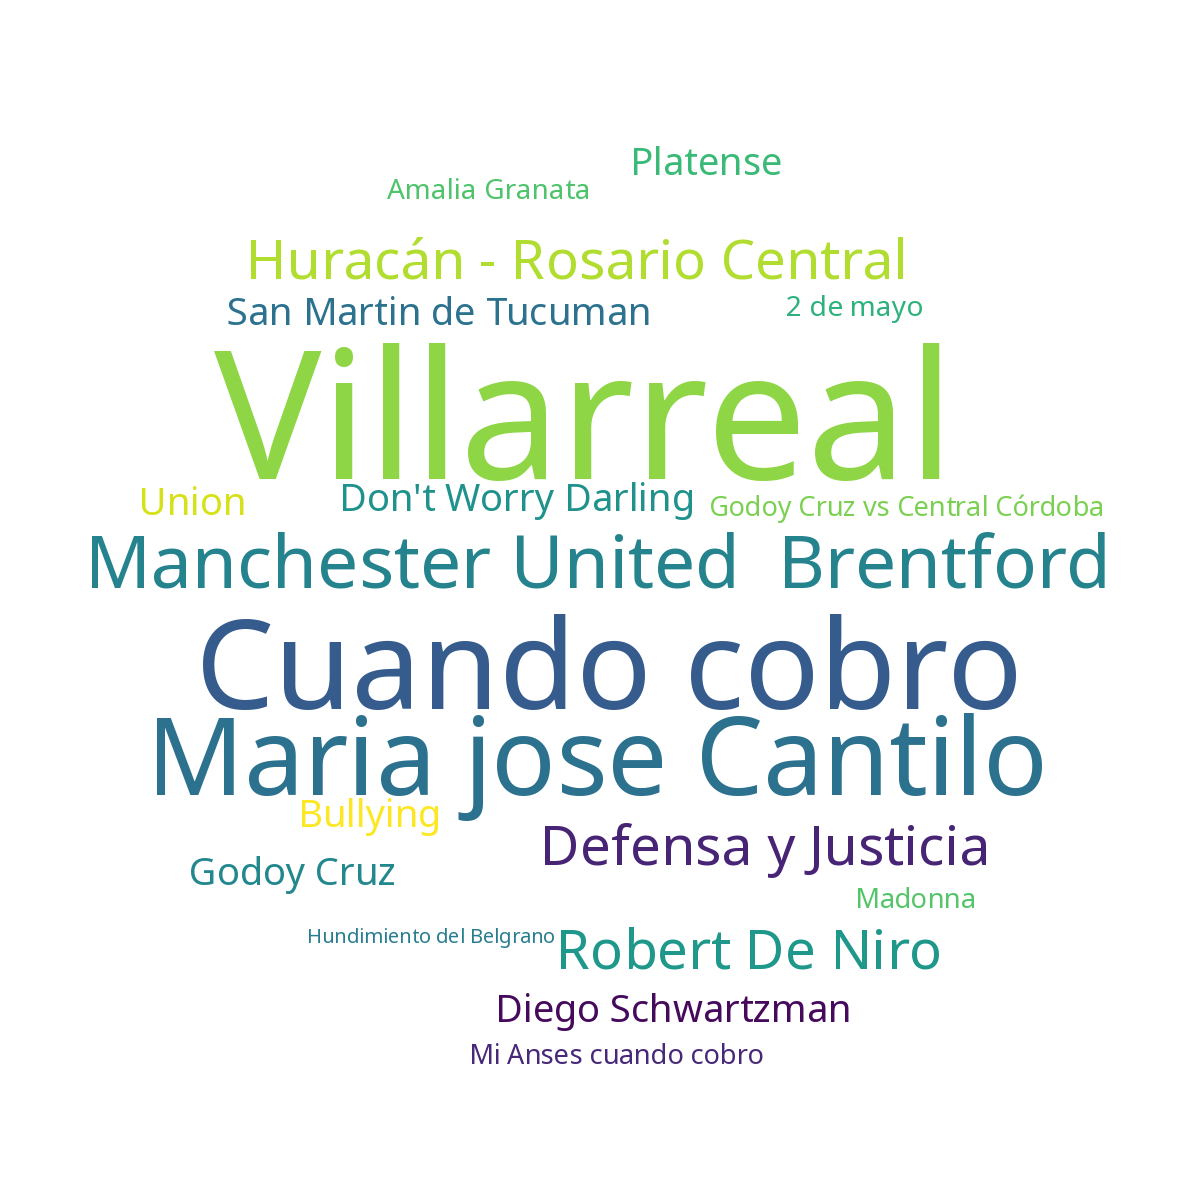 Platense
Amalia Granata
Huracán - Rosario Central
San Martin de Tucuman
2 de mayo
Villarreal
Union
Don't Worry Darling
Godoy Cruz vs Central Córdoba
Manchester United  Brentford
Cuando cobro
Maria jose Cantilo
Bullying
Defensa y Justicia
Godoy Cruz
Madonna
Hundimiento del Belgrano
Robert De Niro
Diego Schwartzman
Mi Anses cuando cobro